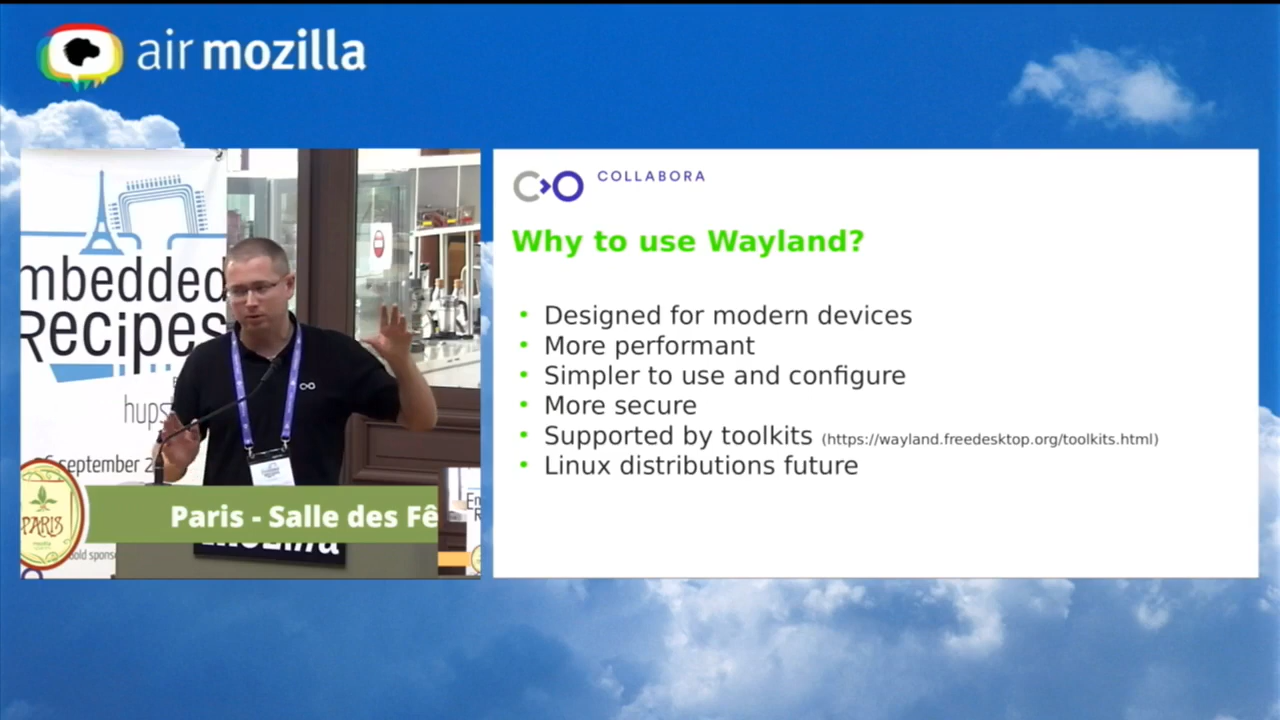 air mozilla
COLLABORA
Why to use Wayland?
• Designed for modern devices
• More performant
• Simpler to use and configure
• More secure
• Supported by toolkits (https://wayland.freedesktop.org/toolkits.html)
• Linux distributions future
mbedded
Recipes
hups
september 2
PARIS
Paris - Salle des Fê
mozilla